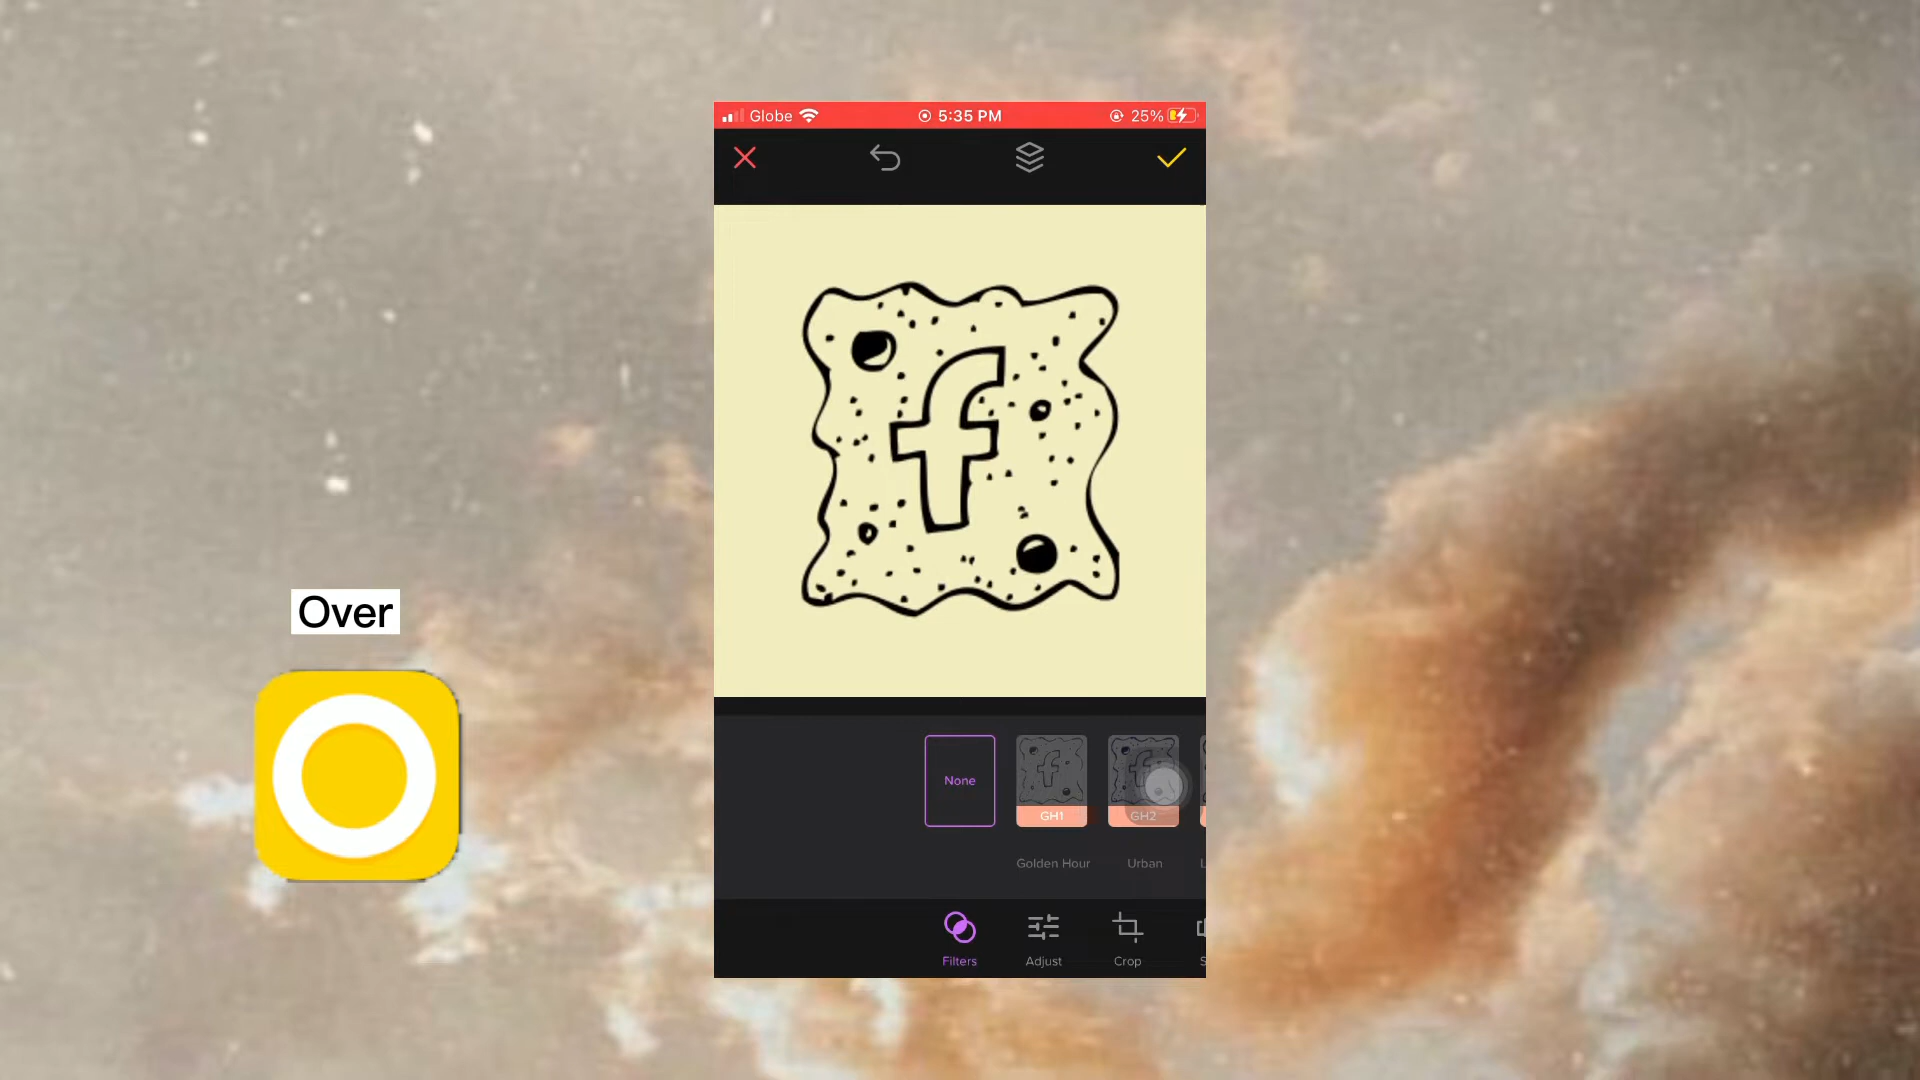 Globe 5:35 PM 25%
f
Over
None
GH1 GH2
Golden Hour Urban L
Filters Adjust Crop S